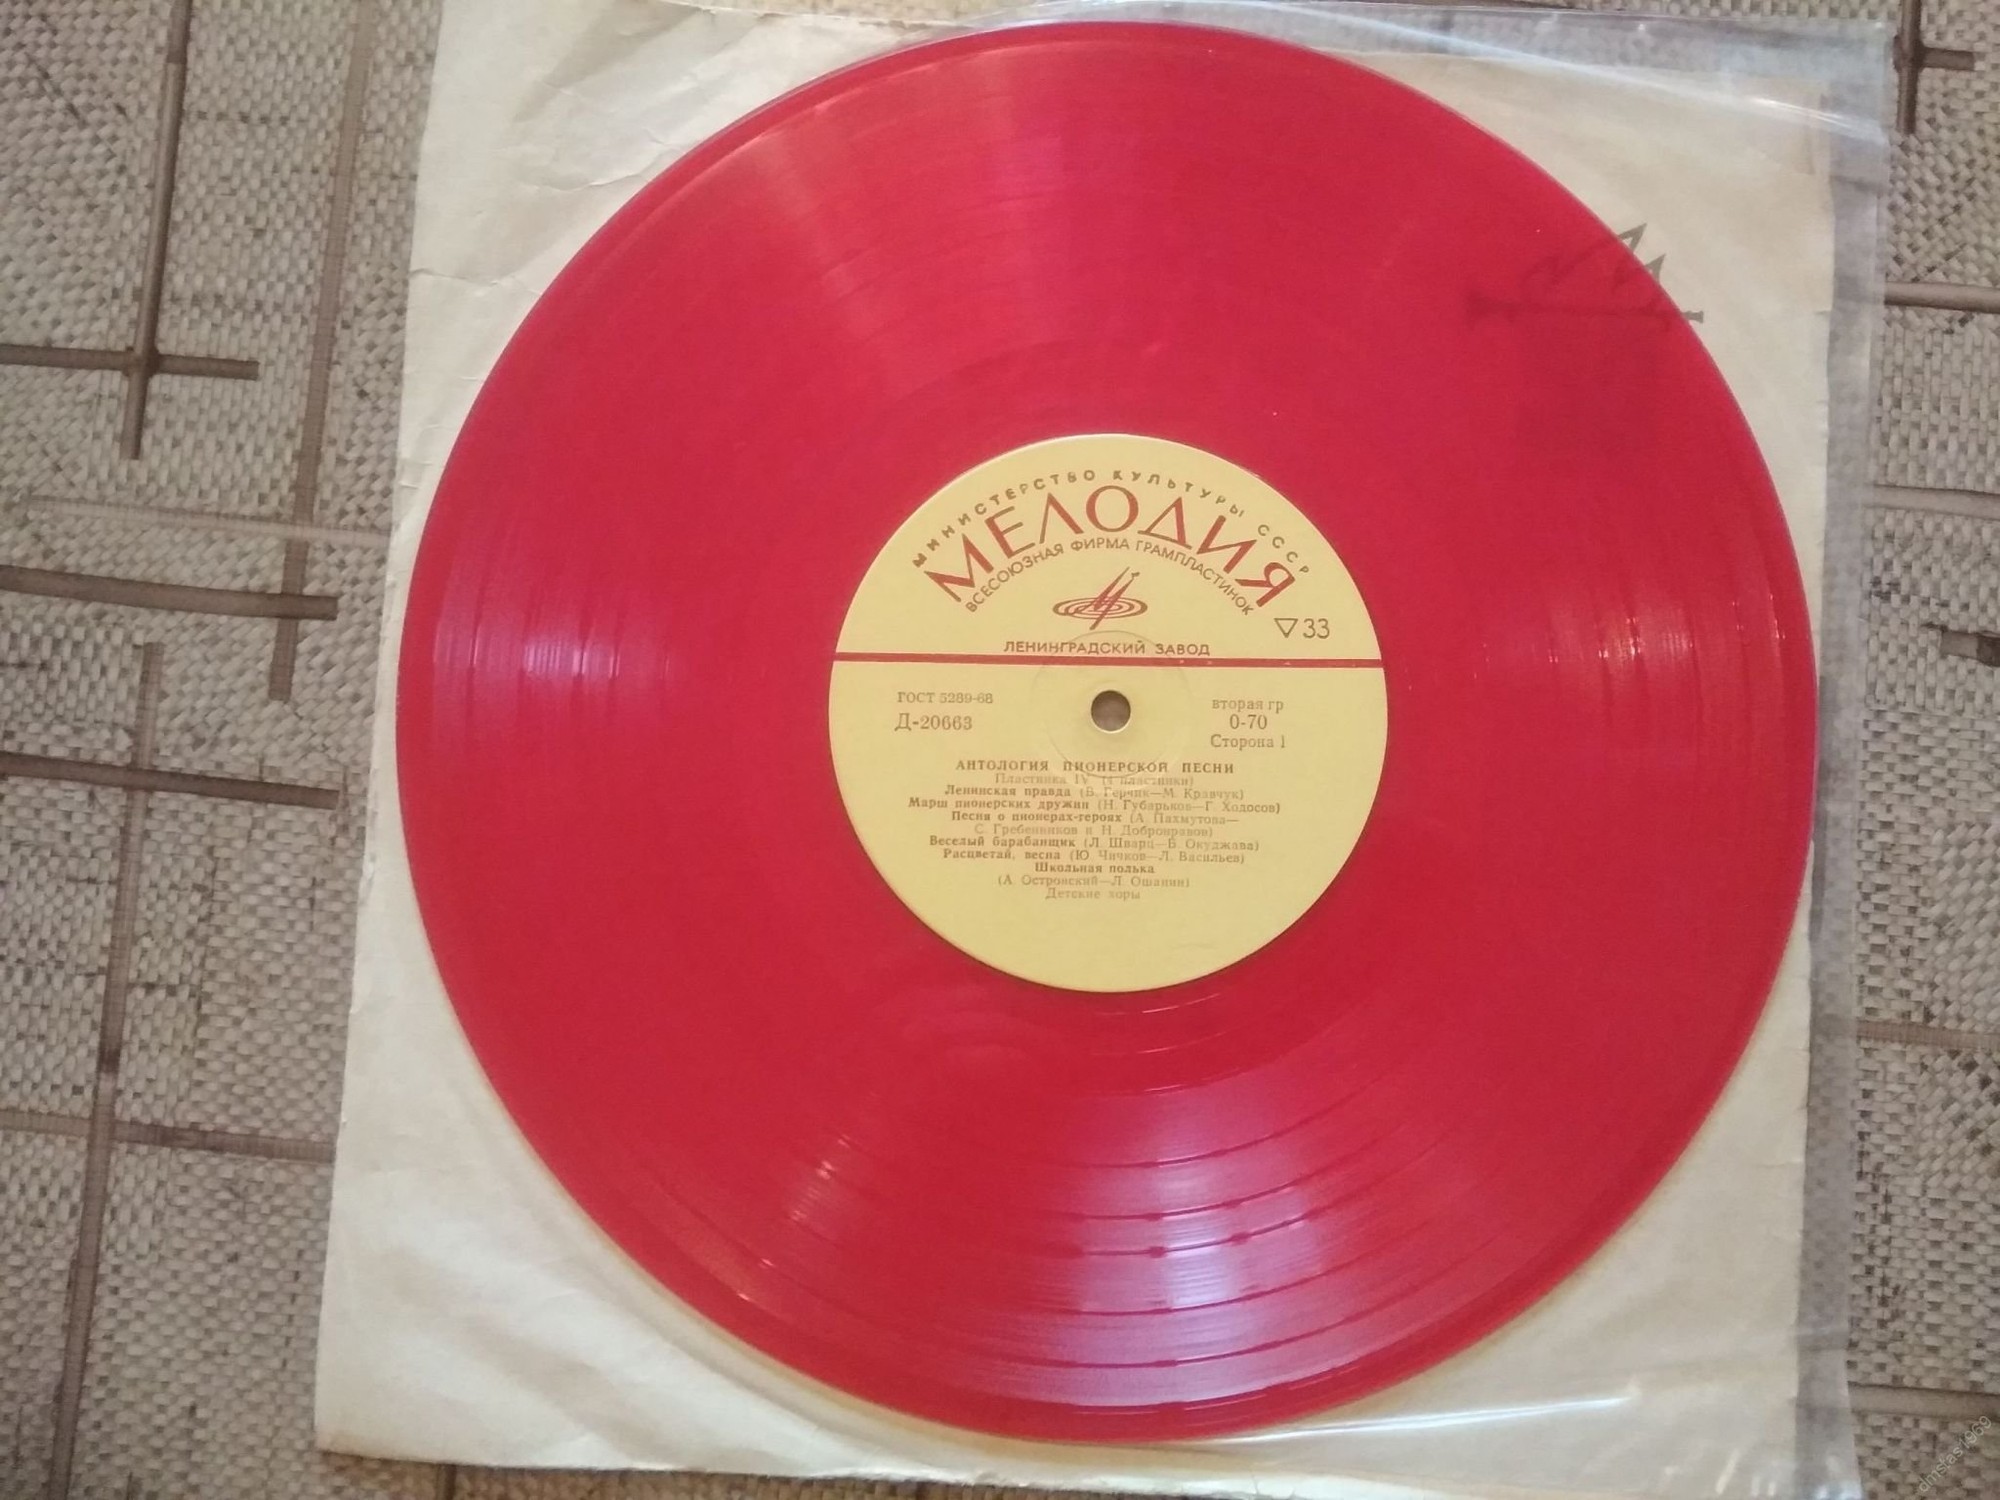 МИНИСТЕРСТВО КУЛЬТУРЫ СССР
МЕЛОДИЯ
ВСЕСОЮЗНАЯ ФИРМА ГРАМПЛАСТИНОК
▽33
ЛЕНИНГРАДСКИЙ ЗАВОД
ГОСТ 5289-68
Д-20663
вторая гр
0-70
Сторона 1
АНТОЛОГИЯ ПИОНЕРСКОЙ ПЕСНИ
Пластинка IV (4 пластинки)
Ленинская правда (В. Герчик—М. Кравчук)
Марш пионерских дружин (Н. Губарьков—Г. Ходосов)
Песня о пионерах-героях (А. Пахмутова—
С. Гребенников и Н. Добронравов)
Веселый барабанщик (Л. Шварц—Б. Окуджава)
Расцветай, весна (Ю. Чичков—Л. Васильев)
Школьная полька
(А. Островский—Л. Ошанин)
Детские хоры
dmsfas1969